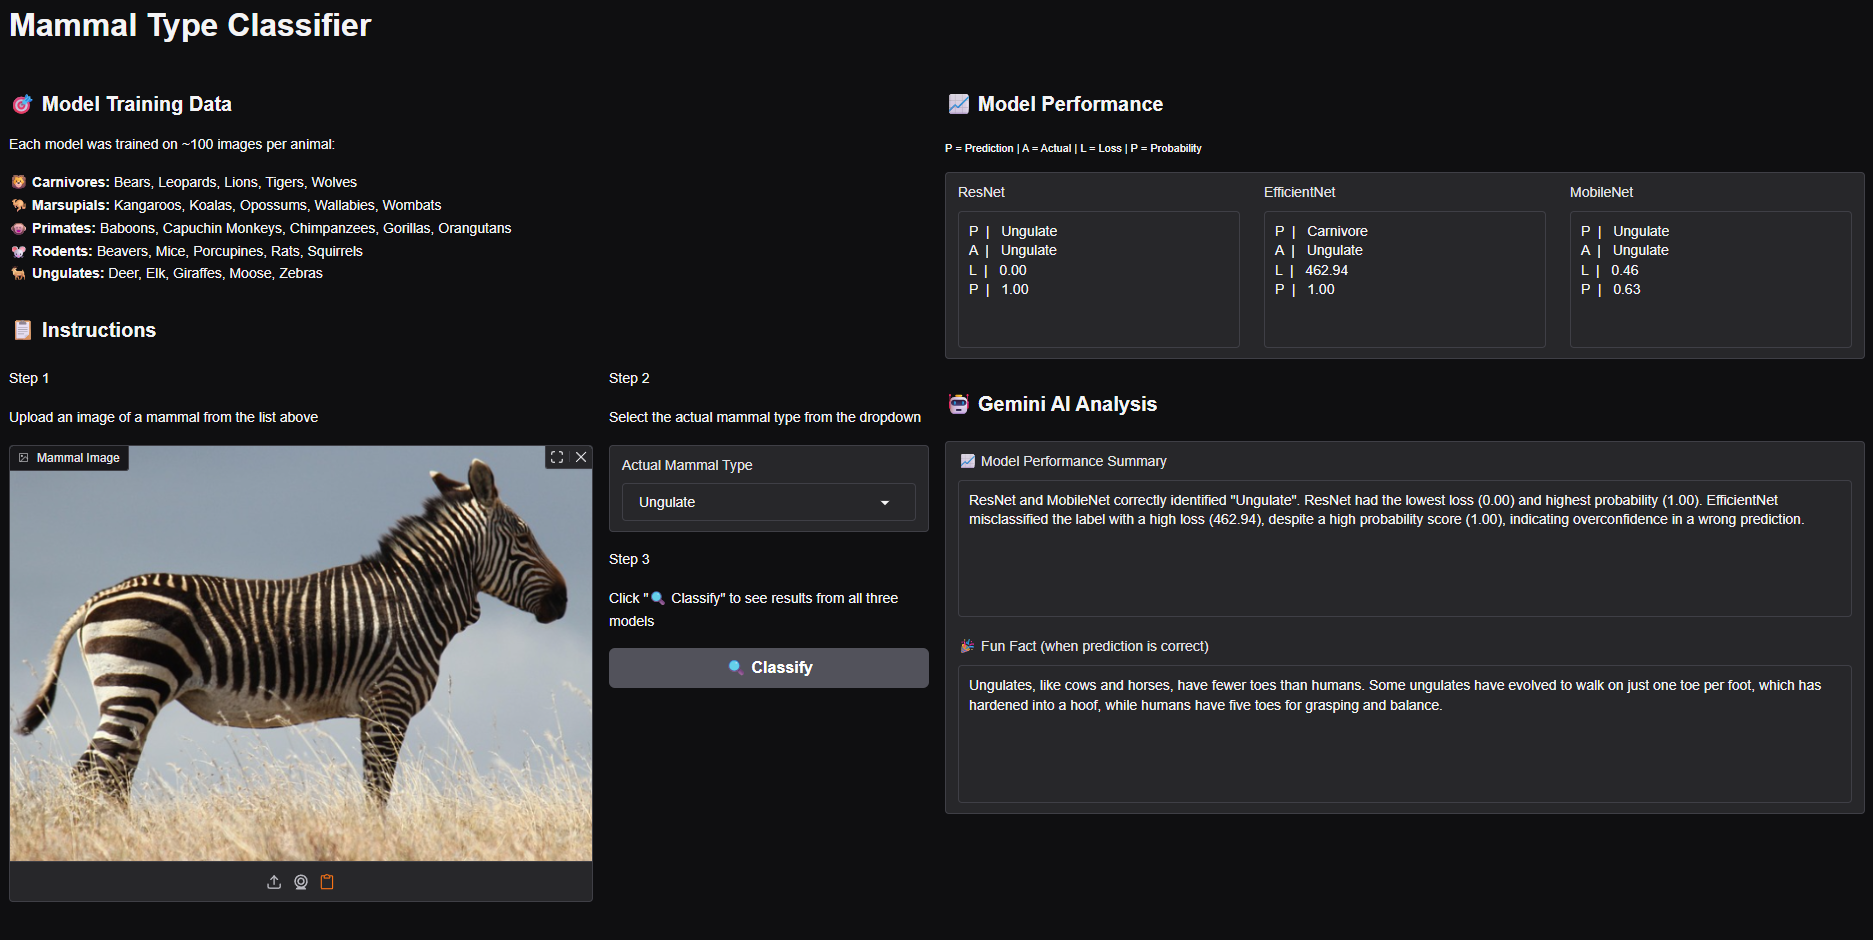 Mammal Type Classifier
🎯 Model Training Data
Each model was trained on ~100 images per animal:
🦁 Carnivores: Bears, Leopards, Lions, Tigers, Wolves
🦘 Marsupials: Kangaroos, Koalas, Opossums, Wallabies, Wombats
🐵 Primates: Baboons, Capuchin Monkeys, Chimpanzees, Gorillas, Orangutans
🐭 Rodents: Beavers, Mice, Porcupines, Rats, Squirrels
🦌 Ungulates: Deer, Elk, Giraffes, Moose, Zebras
📋 Instructions
Step 1
Upload an image of a mammal from the list above
Mammal Image
Step 2
Select the actual mammal type from the dropdown
Actual Mammal Type
Ungulate
Step 3
Click "🔍 Classify" to see results from all three
models
🔍 Classify
📈 Model Performance
P = Prediction | A = Actual | L = Loss | P = Probability
ResNet
P | Ungulate
A | Ungulate
L | 0.00
P | 1.00
EfficientNet
P | Carnivore
A | Ungulate
L | 462.94
P | 1.00
MobileNet
P | Ungulate
A | Ungulate
L | 0.46
P | 0.63
🤖 Gemini AI Analysis
📈 Model Performance Summary
ResNet and MobileNet correctly identified "Ungulate". ResNet had the lowest loss (0.00) and highest probability (1.00). EfficientNet
misclassified the label with a high loss (462.94), despite a high probability score (1.00), indicating overconfidence in a wrong prediction.
🎉 Fun Fact (when prediction is correct)
Ungulates, like cows and horses, have fewer toes than humans. Some ungulates have evolved to walk on just one toe per foot, which has
hardened into a hoof, while humans have five toes for grasping and balance.